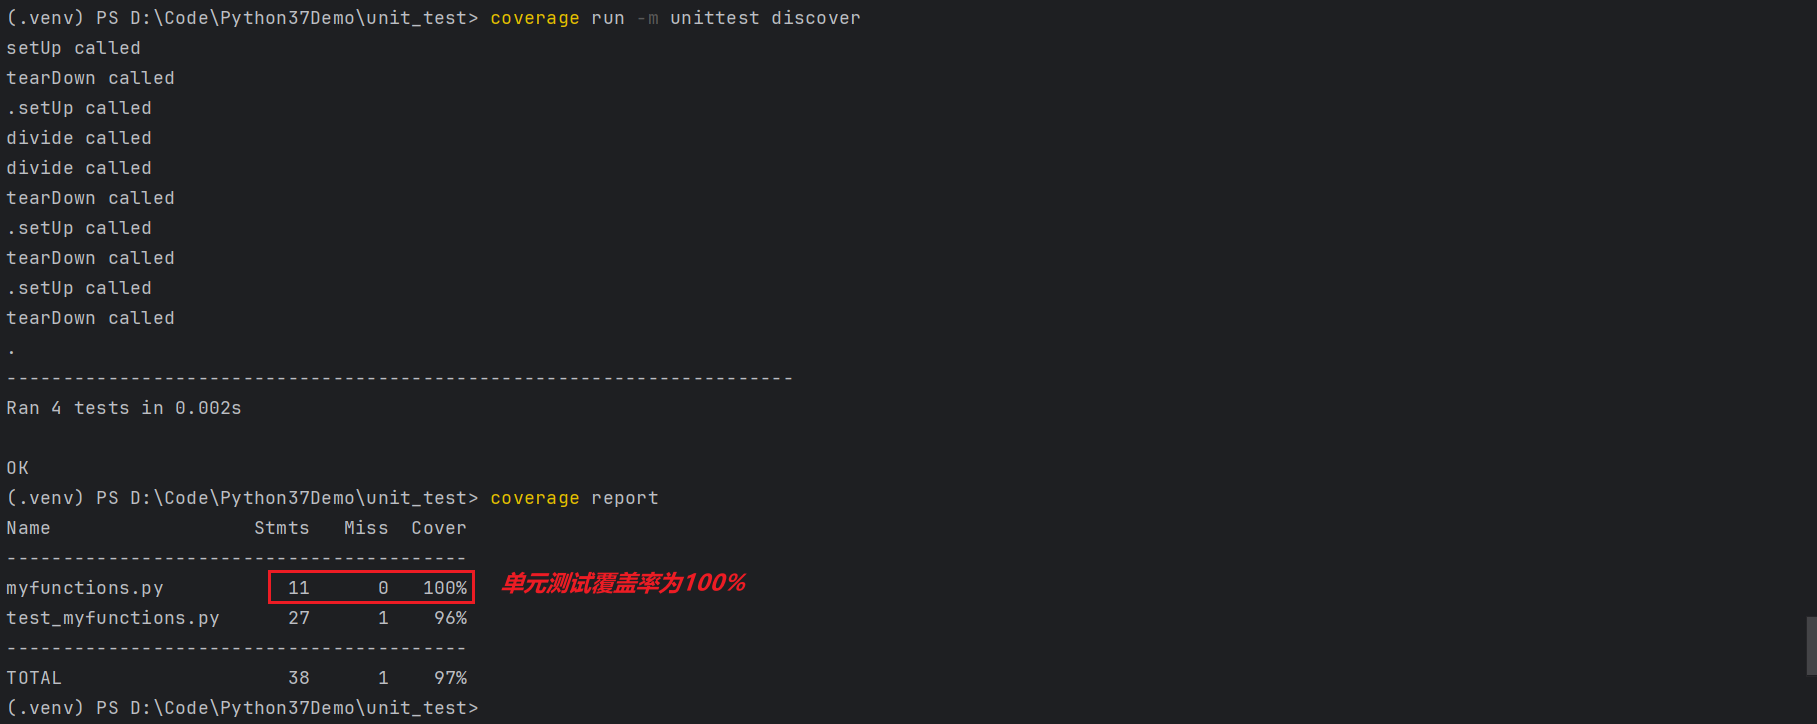 (.venv) PS D:\Code\Python37Demo\unit_test> coverage run -m unittest discover
setUp called
tearDown called
.setUp called
divide called
divide called
tearDown called
.setUp called
tearDown called
.setUp called
tearDown called
.
----------------------------------------------------------------------
Ran 4 tests in 0.002s
OK
(.venv) PS D:\Code\Python37Demo\unit_test> coverage report
Name                  Stmts   Miss  Cover
-----------------------------------------
myfunctions.py           11      0   100% 单元测试覆盖率为100%
test_myfunctions.py      27      1    96%
-----------------------------------------
TOTAL                    38      1    97%
(.venv) PS D:\Code\Python37Demo\unit_test>